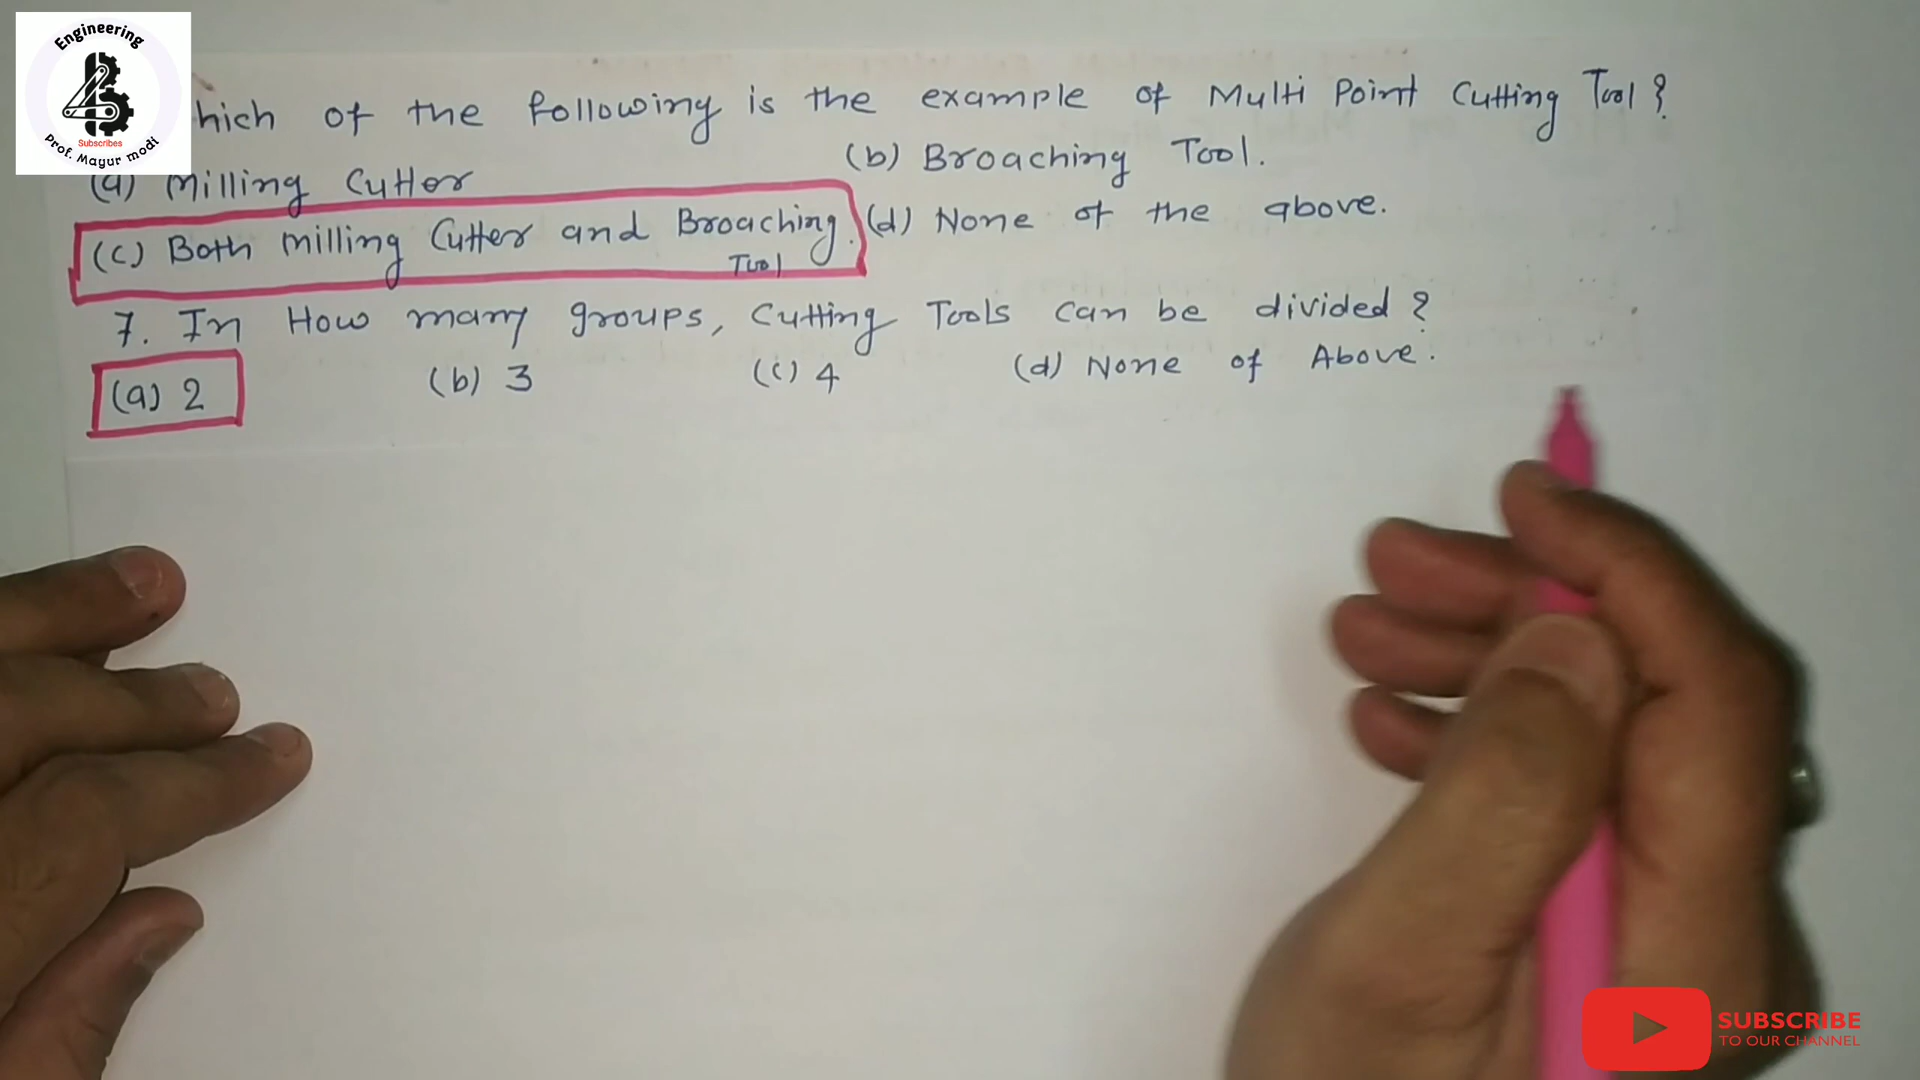 Engineering
Subscribes
Prof. Mayur modi
hich of the following is the example of Multi Point Cutting Tool?
(a) Milling Cutter (b) Broaching Tool.
(c) Both Milling Cutter and Broaching Tool. (d) None of the above.
7. In How many groups, Cutting Tools can be divided?
(a) 2 (b) 3 (c) 4 (d) None of Above.
SUBSCRIBE
TO OUR CHANNEL